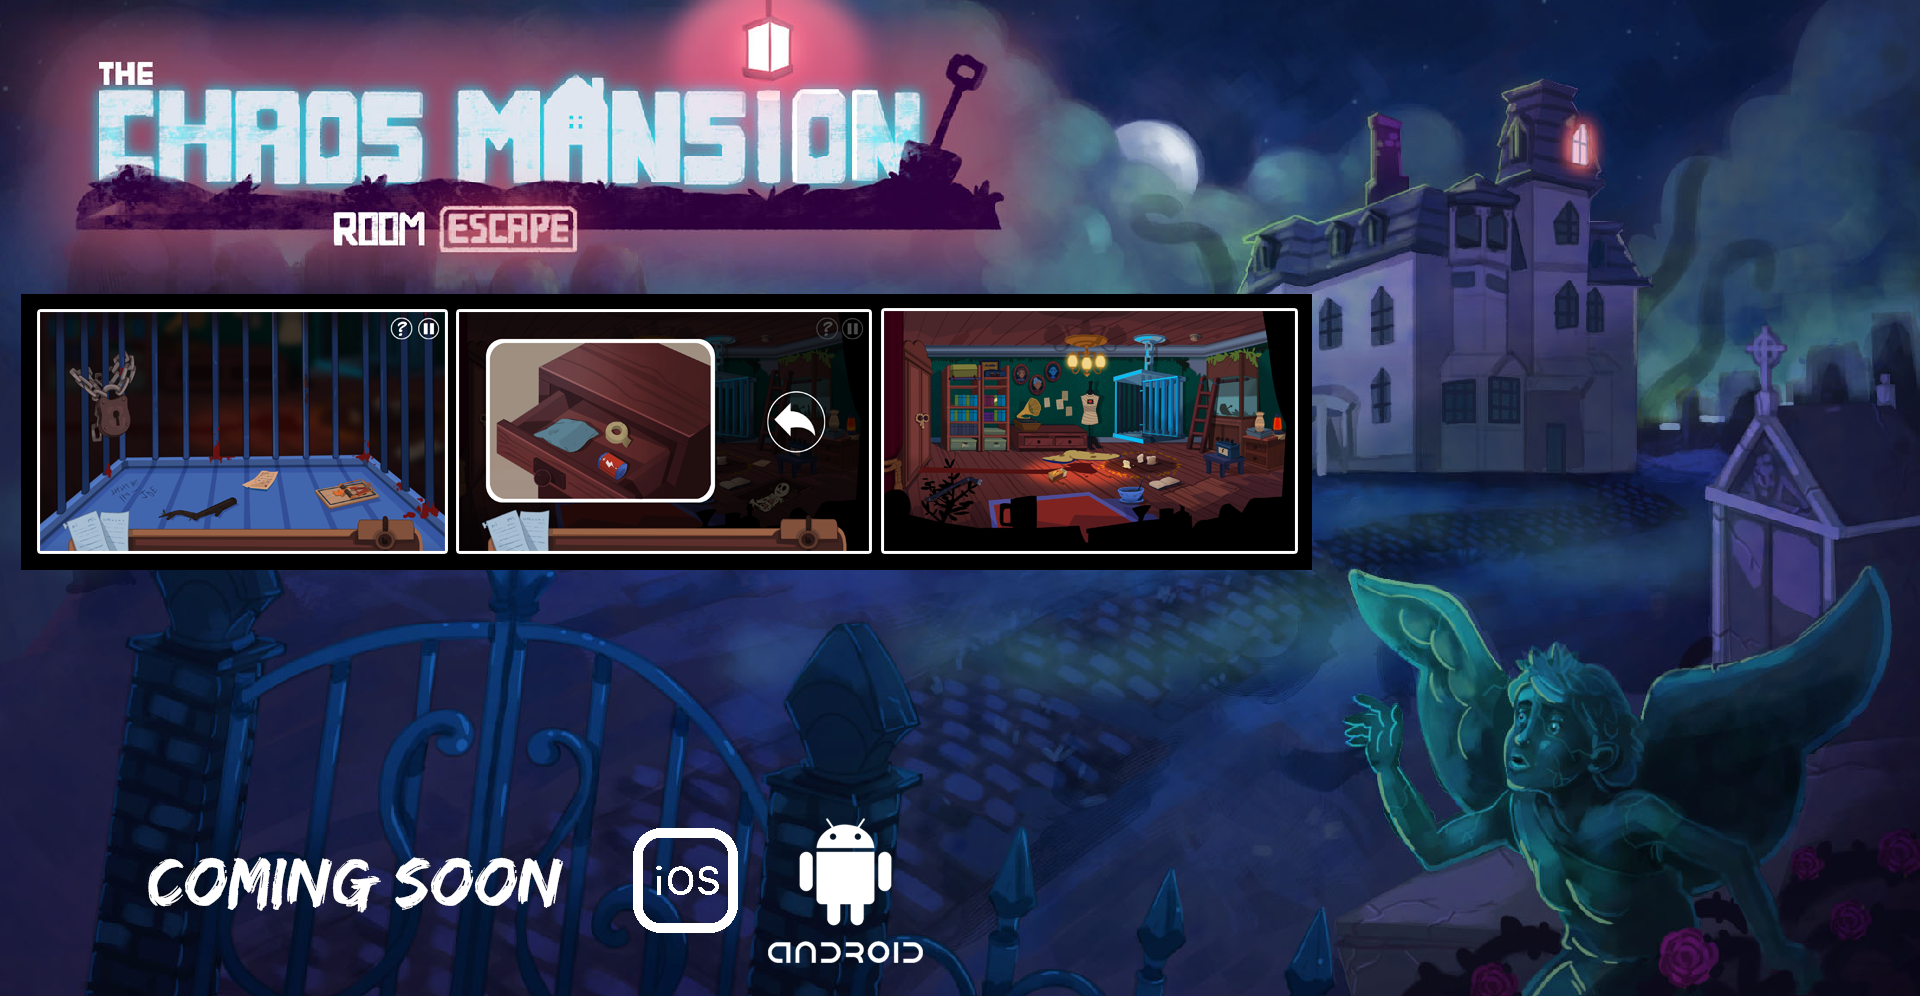 THE
CHAOS MANSION
ROOM ESCAPE
?
?
COMING SOON
iOS
ANDROID